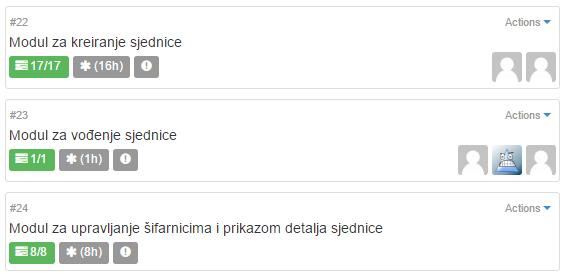 #22 Actions
Modul za kreiranje sjednice
17/17 (16h)
#23 Actions
Modul za vođenje sjednice
1/1 (1h)
#24 Actions
Modul za upravljanje šifarnicima i prikazom detalja sjednice
8/8 (8h)